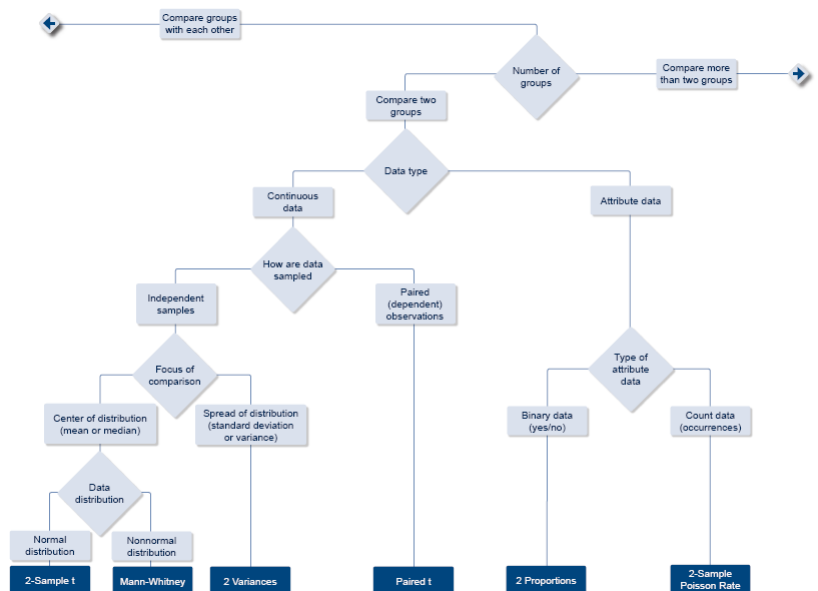 Compare groups
with each other
Number of
groups
Compare more
than two groups
Compare two
groups
Data type
Continuous
data
Attribute data
How are data
sampled
Independent
samples
Paired
(dependent)
observations
Focus of
comparison
Type of
attribute
data
Center of distribution
(mean or median)
Spread of distribution
(standard deviation
or variance)
Binary data
(yes/no)
Count data
(occurrences)
Data
distribution
Normal
distribution
Nonnormal
distribution
2-Sample t
Mann-Whitney
2 Variances
Paired t
2 Proportions
2-Sample
Poisson Rate